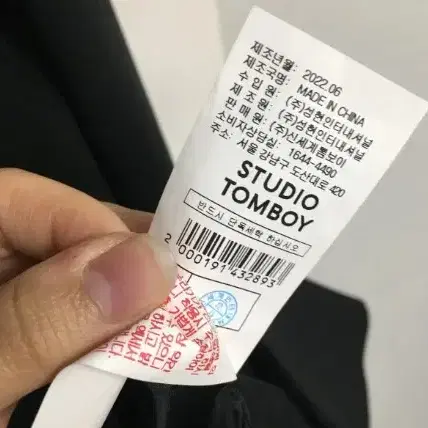 제조년월: 2022.06
제조국명: MADE IN CHINA
수 입 원: (주)성현인터내셔널
제 조 원: (주)성현인터내셔널
판 매 원: (주)신세계톰보이
소비자상담실: 1644-4490
주소: 서울 강남구 도산대로 420
STUDIO
TOMBOY
반드시 단독세탁 하십시오
2 000191 432893